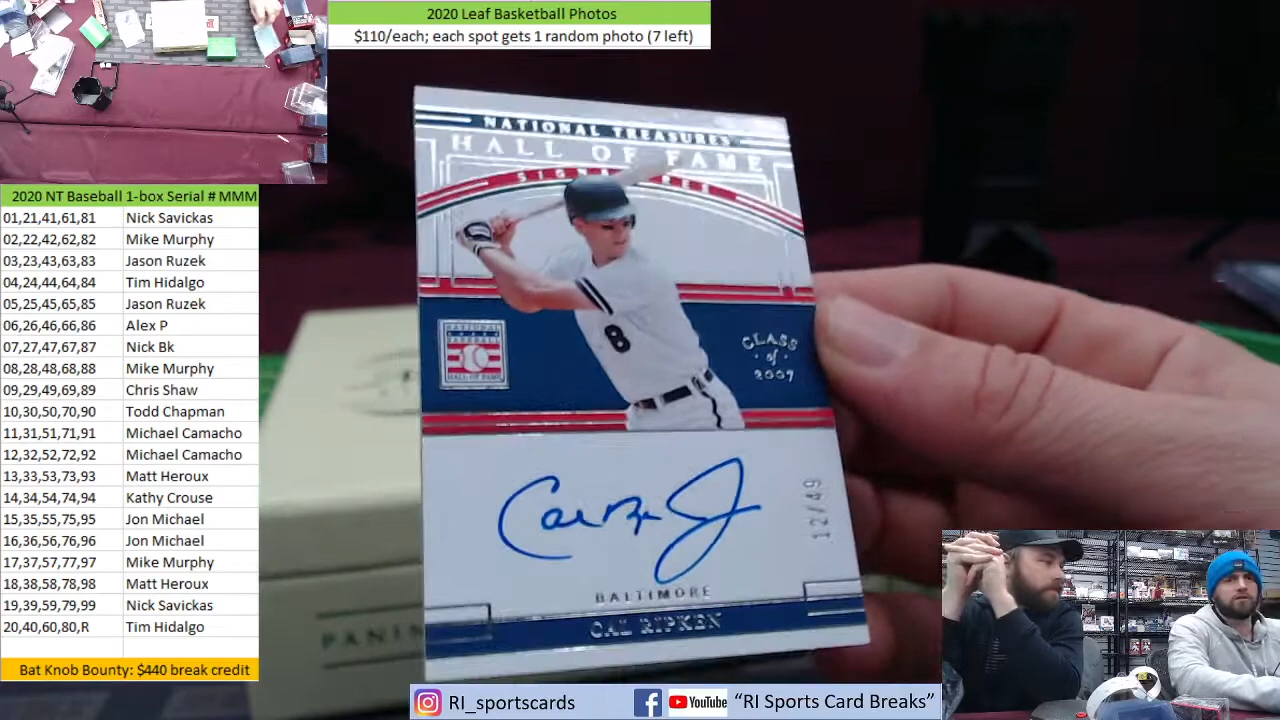 2020 Leaf Basketball Photos
$110/each; each spot gets 1 random photo (7 left)
2020 NT Baseball 1-box Serial # MMM
01,21,41,61,81 Nick Savickas
02,22,42,62,82 Mike Murphy
03,23,43,63,83 Jason Ruzek
04,24,44,64,84 Tim Hidalgo
05,25,45,65,85 Jason Ruzek
06,26,46,66,86 Alex P
07,27,47,67,87 Nick Bk
08,28,48,68,88 Mike Murphy
09,29,49,69,89 Chris Shaw
10,30,50,70,90 Todd Chapman
11,31,51,71,91 Michael Camacho
12,32,52,72,92 Michael Camacho
13,33,53,73,93 Matt Heroux
14,34,54,74,94 Kathy Crouse
15,35,55,75,95 Jon Michael
16,36,56,76,96 Jon Michael
17,37,57,77,97 Mike Murphy
18,38,58,78,98 Matt Heroux
19,39,59,79,99 Nick Savickas
20,40,60,80,R Tim Hidalgo
Bat Knob Bounty: $440 break credit
NATIONAL TREASURES
HALL OF FAME
SIGNATURES
8
NATIONAL
BASEBALL
HALL OF FAME
CLASS
of
2007
12/49
BALTIMORE
CAL RIPKEN
PANINI
RI_sportscards
YouTube
"RI Sports Card Breaks"